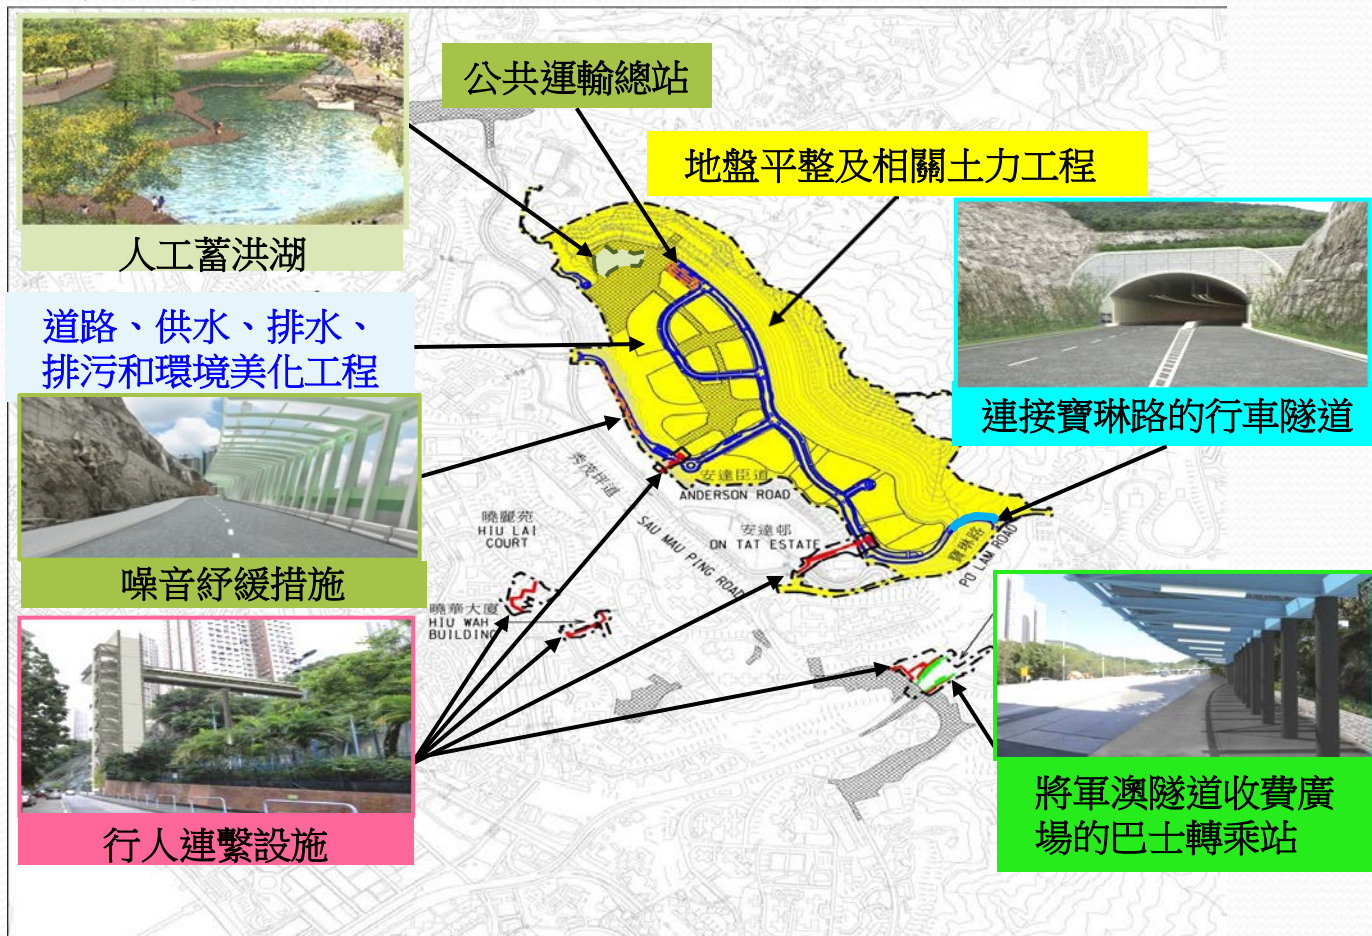 公共運輸總站
地盤平整及相關土力工程
人工蓄洪湖
道路、供水、排水、
排污和環境美化工程
連接寶琳路的行車隧道
安達臣道
ANDERSON ROAD
秀茂坪道
SAU MAU PING ROAD
曉麗苑
HIU LAI
COURT
安達邨
ON TAT ESTATE
寶琳路
PO LAM ROAD
噪音紓緩措施
曉華大廈
HIU WAH
BUILDING
行人連繫設施
將軍澳隧道收費廣
場的巴士轉乘站